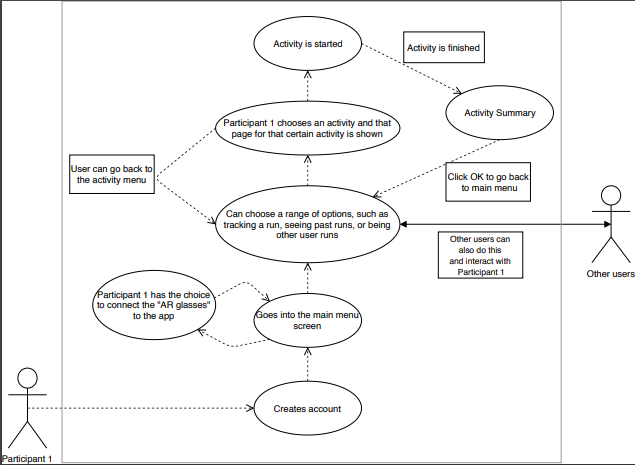 Activity is started
Activity is finished
Activity Summary
Participant 1 chooses an activity and that
page for that certain activity is shown
User can go back to
the activity menu
Click OK to go back
to main menu
Can choose a range of options, such as
tracking a run, seeing past runs, or being
other user runs
Other users can
also do this
and interact with
Participant 1
Other users
Participant 1 has the choice
to connect the "AR glasses"
to the app
Goes into the main menu
screen
Creates account
Participant 1